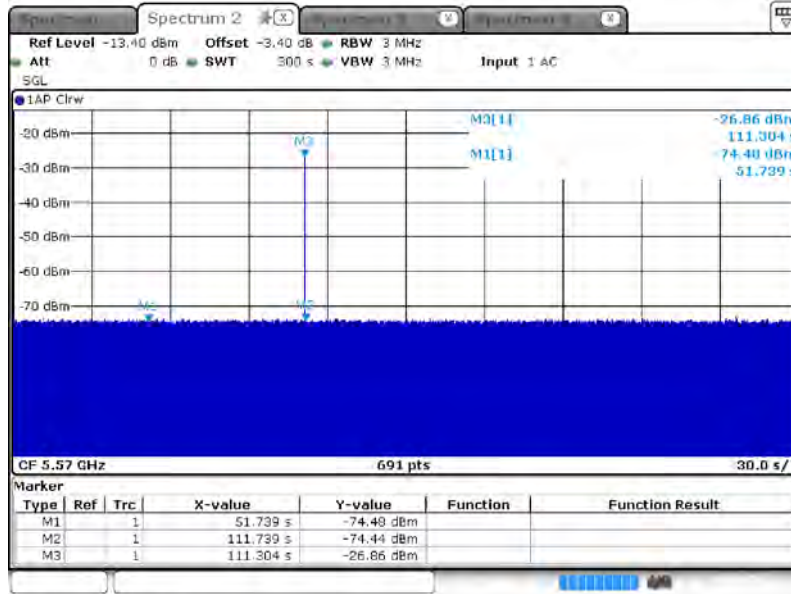 Spectrum 2
Ref Level -13.40 dBm Offset -3.40 dB RBW 3 MHz
Att 0 dB SWT 300 s VBW 3 MHz Input 1 AC
SGL
1AP Clrw
M3[1] -26.86 dBm
111.304 s
M1[1] -74.48 dBm
51.739 s
-20 dBm
M3
-30 dBm
-40 dBm
-50 dBm
-60 dBm
-70 dBm
CF 5.57 GHz 691 pts 30.0 s/
Marker
Type Ref Trc X-value Y-value Function Function Result
M1 1 51.739 s -74.48 dBm
M2 1 111.739 s -74.44 dBm
M3 1 111.304 s -26.86 dBm